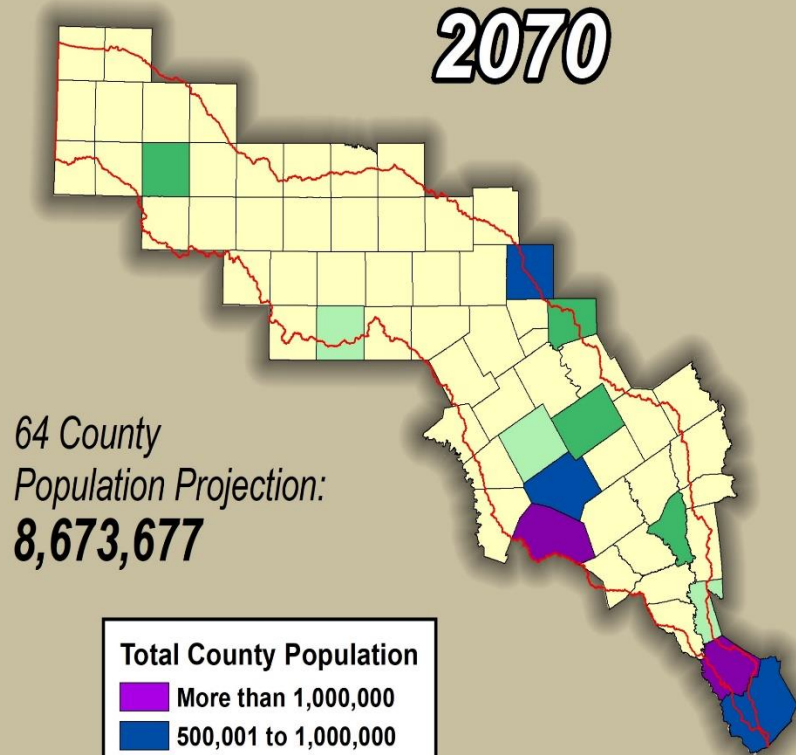 2070
64 County
Population Projection:
8,673,677
Total County Population
More than 1,000,000
500,001 to 1,000,000